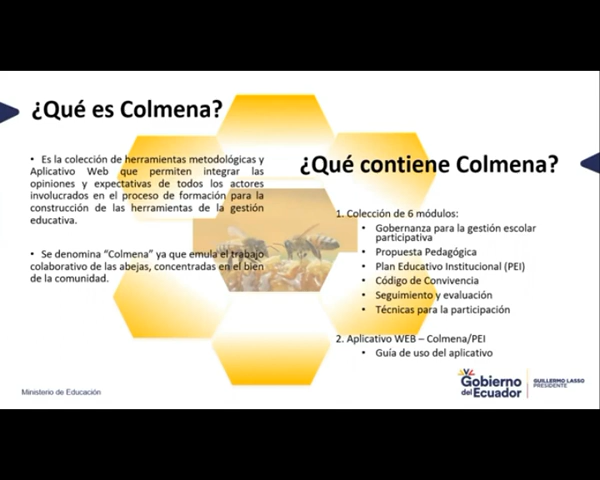 ¿Qué es Colmena?
• Es la colección de herramientas metodológicas y
Aplicativo Web que permiten integrar las
opiniones y expectativas de todos los actores
involucrados en el proceso de formación para la
construcción de las herramientas de la gestión
educativa.
• Se denomina “Colmena” ya que emula el trabajo
colaborativo de las abejas, concentradas en el bien
de la comunidad.
¿Qué contiene Colmena?
1. Colección de 6 módulos:
• Gobernanza para la gestión escolar
participativa
• Propuesta Pedagógica
• Plan Educativo Institucional (PEI)
• Código de Convivencia
• Seguimiento y evaluación
• Técnicas para la participación
2. Aplicativo WEB – Colmena/PEI
• Guía de uso del aplicativo
Ministerio de Educación
Gobierno
del Ecuador
GUILLERMO LASSO
PRESIDENTE